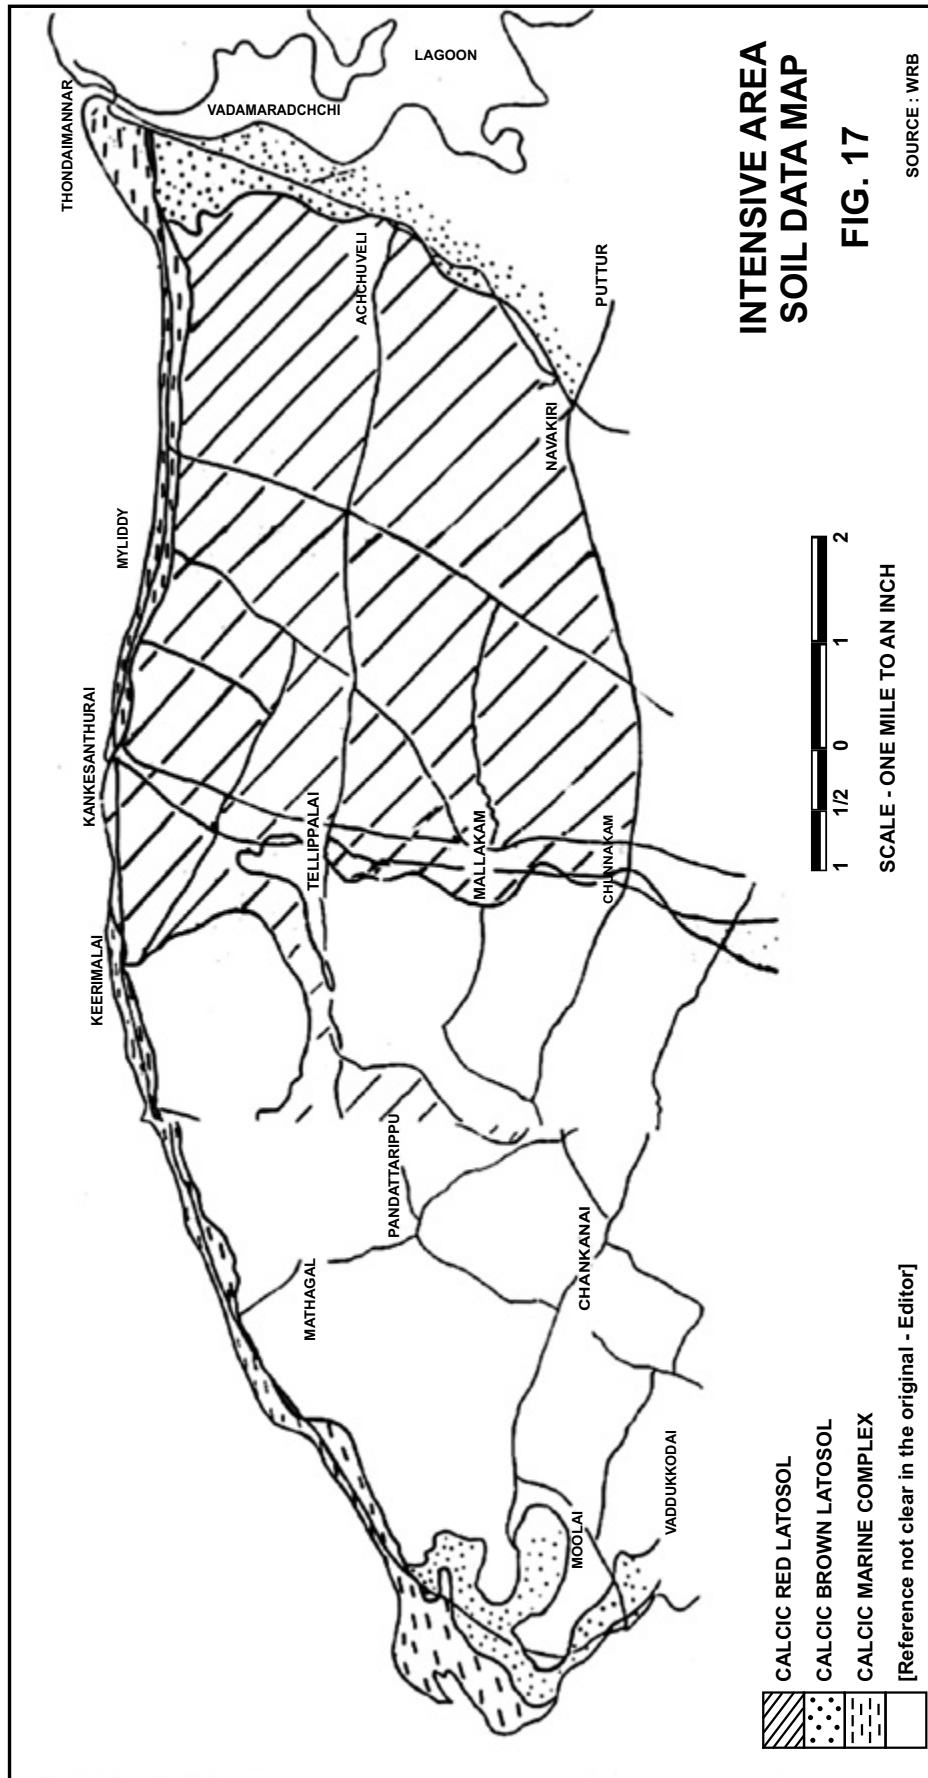 INTENSIVE AREA
SOIL DATA MAP
FIG. 17
SOURCE : WRB
LAGOON
VADAMARADCHCHI
THONDAIMANNAR
ACHCHUVELI
PUTTUR
NAVAKIRI
MYLIDDY
KANKESANTHURAI
TELLIPPALAI
MALLAKAM
CHUNNAKAM
KEERIMALAI
PANDATTARIPPU
MATHAGAL
CHANKANAI
MOOLAI
VADDUKKODAI
1 1/2 0 1 2
SCALE - ONE MILE TO AN INCH
CALCIC RED LATOSOL
CALCIC BROWN LATOSOL
CALCIC MARINE COMPLEX
[Reference not clear in the original - Editor]